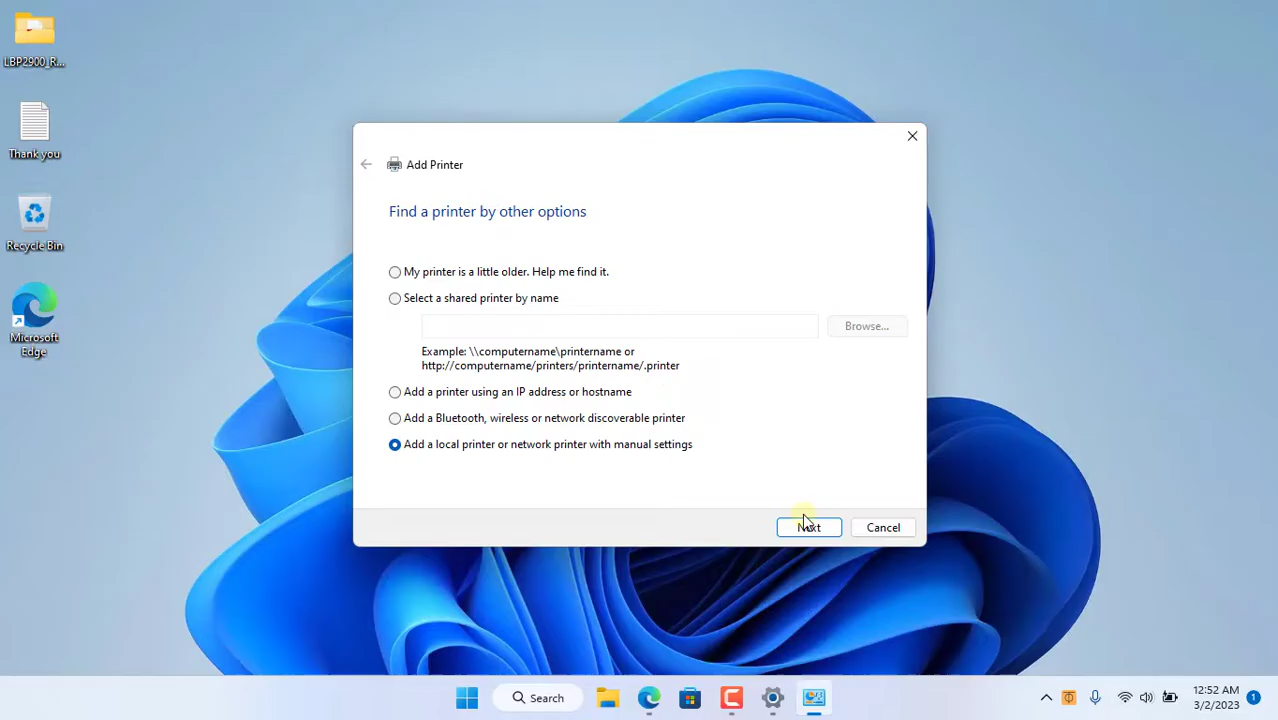 LBP2900_R...
Thank you
Recycle Bin
Microsoft
Edge
Add Printer
Find a printer by other options
My printer is a little older. Help me find it.
Select a shared printer by name
Browse...
Example: \\computername\printername or
http://computername/printers/printername/.printer
Add a printer using an IP address or hostname
Add a Bluetooth, wireless or network discoverable printer
Add a local printer or network printer with manual settings
Next
Cancel
Search
12:52 AM
3/2/2023
1